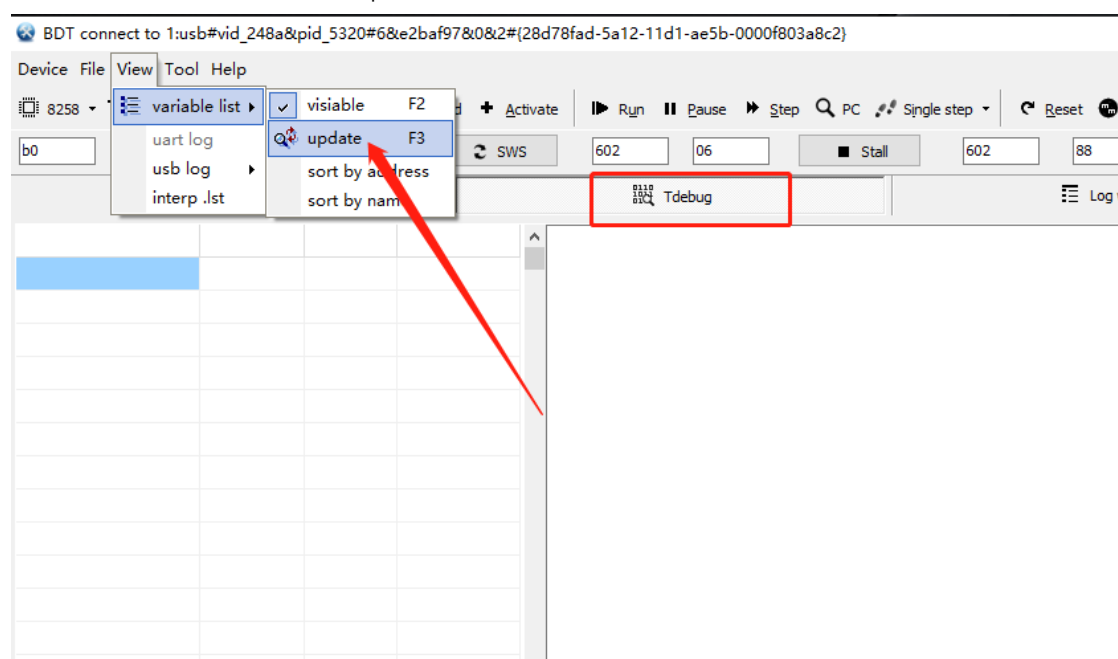 BDT connect to 1:usb#vid_248a&pid_5320#6&e2baf97&0&2#{28d78fad-5a12-11d1-ae5b-0000f803a8c2}
Device File View Tool Help
8258 variable list visiable F2 Activate Run Pause Step PC Single step Reset
b0 uart log update F3 SWS 602 06 Stall 602 88
usb log sort by address Tdebug Log
interp .lst sort by name